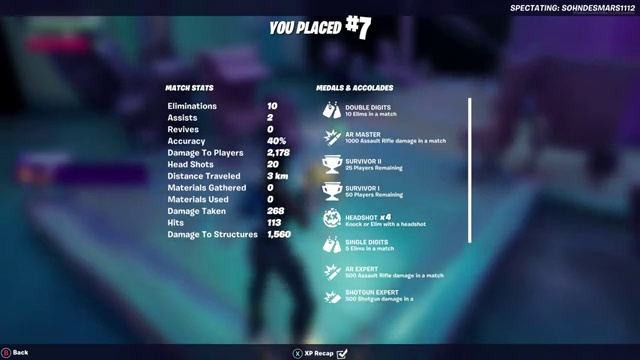 SPECTATING: SOHNDESMARS1112
YOU PLACED #7
MATCH STATS
Eliminations 10
Assists 2
Revives 0
Accuracy 40%
Damage To Players 2,178
Head Shots 20
Distance Traveled 3 km
Materials Gathered 0
Materials Used 0
Damage Taken 268
Hits 113
Damage To Structures 1,560
MEDALS & ACCOLADES
DOUBLE DIGITS
10 Elims in a match
AR MASTER
1000 Assault Rifle damage in a match
SURVIVOR II
25 Players Remaining
SURVIVOR I
50 Players Remaining
HEADSHOT x4
Knock or Elim with a headshot
SINGLE DIGITS
5 Elims in a match
AR EXPERT
500 Assault Rifle damage in a match
SHOTGUN EXPERT
500 Shotgun damage in a
B Back
X XP Recap